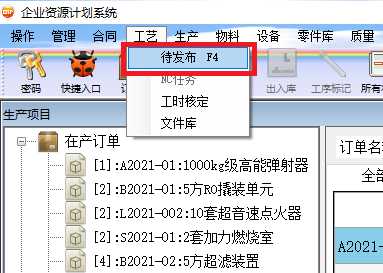 ERP 企业资源计划系统
操作 管理 合同 工艺 生产 物料 设备 零件库 质量
待发布 F4
NC任务
工时核定
文件库
密码 快捷入口 出入库 工序标记
生产项目
在产订单
[1]:A2021-01:1000kg级高能弹射器
[2]:B2021-01:5方RO撬装单元
[2]:L2021-002:10套超音速点火器
[2]:S2021-01:2套加力燃烧室
[4]:B2021-02:5方超滤装置
订单名称
全部
A2021-01